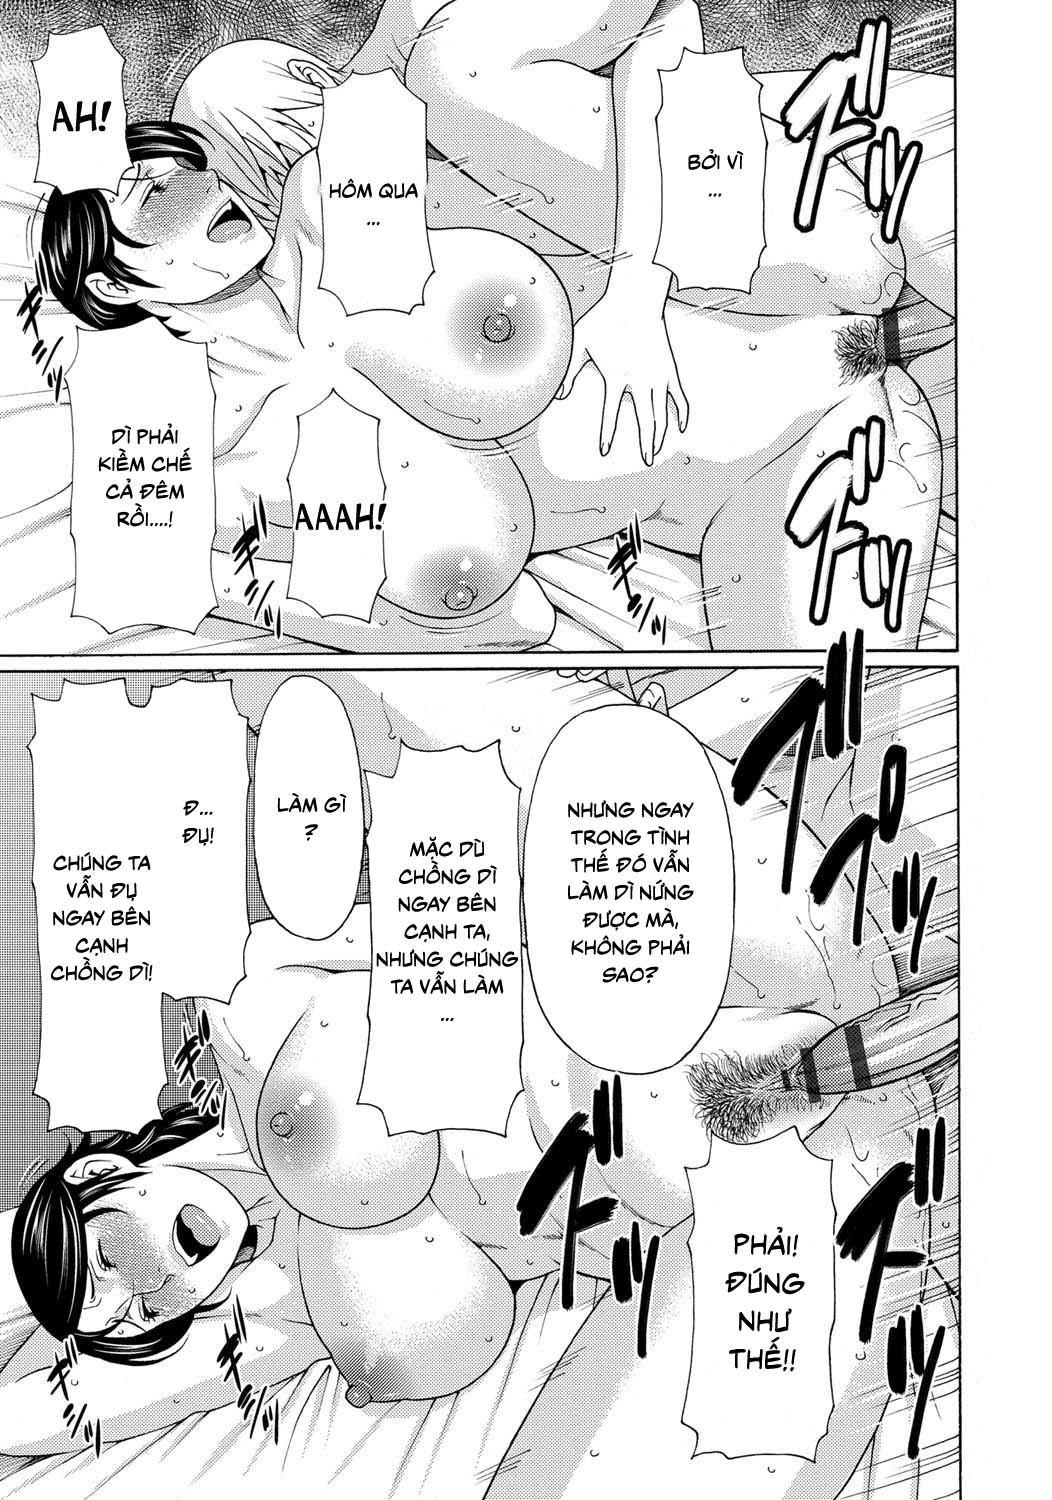 BỞI VÌ
...
HÔM QUA
...
AH!
DÌ PHẢI
KIỀM CHẾ
CẢ ĐÊM
RỒI....!
AAAH!
NHƯNG NGAY
TRONG TÌNH
THẾ ĐÓ VẪN
LÀM DÌ NỨNG
ĐƯỢC MÀ,
KHÔNG PHẢI
SAO?
MẶC DÙ
CHỒNG DÌ
NGAY BÊN
CẠNH TA,
NHƯNG CHÚNG
TA VẪN LÀM
...
LÀM GÌ
?
Đ...
ĐỤ!
CHÚNG TA
VẪN ĐỤ
NGAY BÊN
CẠNH
CHỒNG DÌ!
PHẢI!
ĐÚNG
NHƯ
THẾ!!